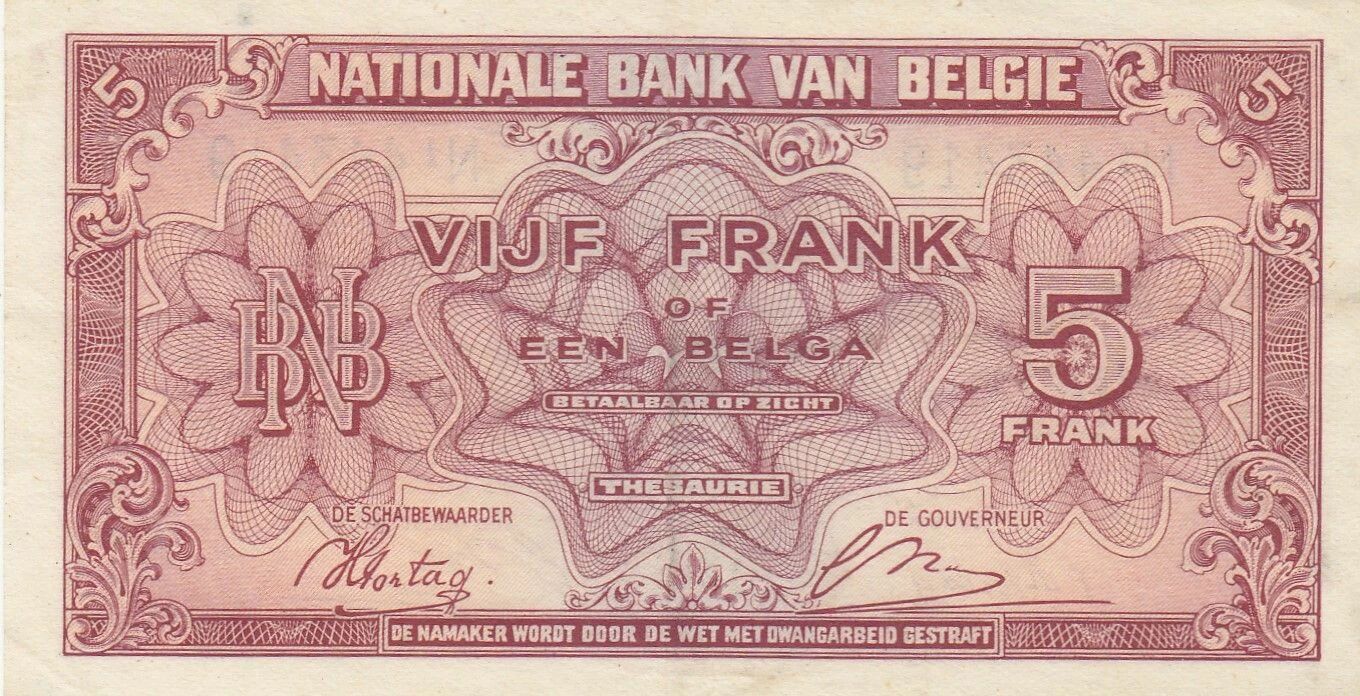 5 NATIONALE BANK VAN BELGIE 5
VIJF FRANK
OF
EEN BELGA
BNB
5
FRANK
BETAALBAAR OP ZICHT
THESAURIE
DE SCHATBEWAARDER
DE GOUVERNEUR
DE NAMAKER WORDT DOOR DE WET MET DWANGARBEID GESTRAFT